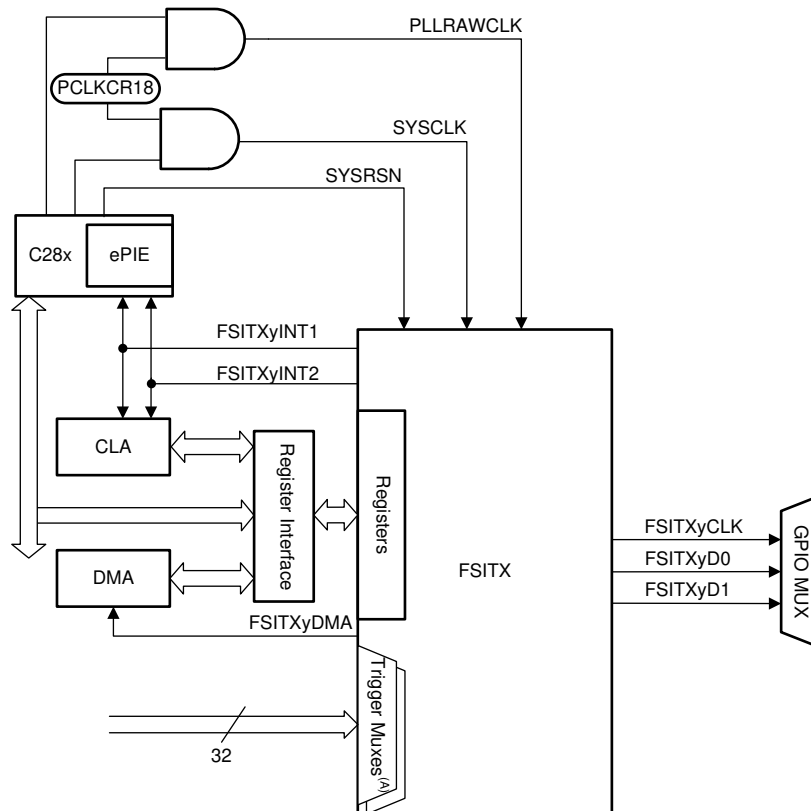 PLLRAWCLK
PCLKCR18
SYSCLK
SYSRSN
C28x
ePIE
FSITXyINT1
FSITXyINT2
CLA
Register Interface
Registers
FSITX
FSITXyCLK
FSITXyD0
FSITXyD1
GPIO MUX
DMA
FSITXyDMA
Trigger Muxes(A)
32